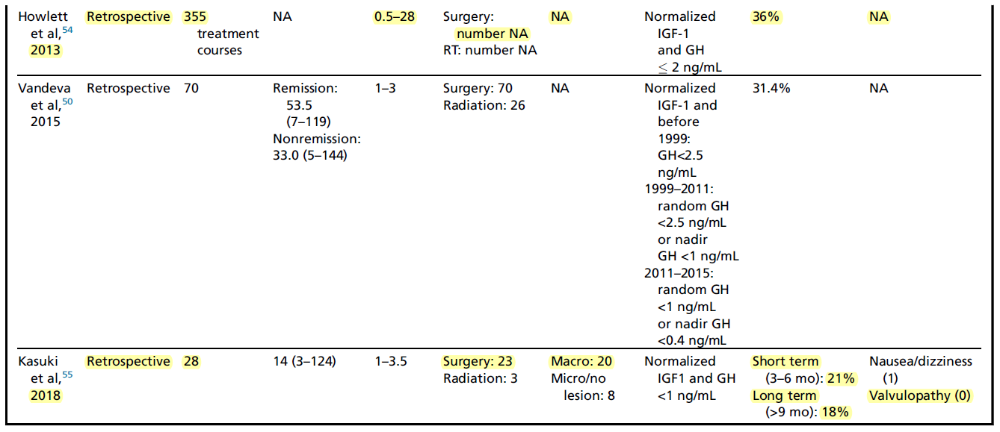 Howlett et al,54 2013 Retrospective 355 treatment courses NA 0.5–28 Surgery: number NA RT: number NA NA Normalized IGF-1 and GH ≤ 2 ng/mL 36% NA
Vandeva et al,50 2015 Retrospective 70 Remission: 53.5 (7–119) Nonremission: 33.0 (5–144) 1–3 Surgery: 70 Radiation: 26 NA Normalized IGF-1 and before 1999: GH<2.5 ng/mL 1999–2011: random GH <2.5 ng/mL or nadir GH <1 ng/mL 2011–2015: random GH <1 ng/mL or nadir GH <0.4 ng/mL 31.4% NA
Kasuki et al,55 2018 Retrospective 28 14 (3–124) 1–3.5 Surgery: 23 Radiation: 3 Macro: 20 Micro/no lesion: 8 Normalized IGF1 and GH <1 ng/mL Short term (3–6 mo): 21% Long term (>9 mo): 18% Nausea/dizziness (1) Valvulopathy (0)